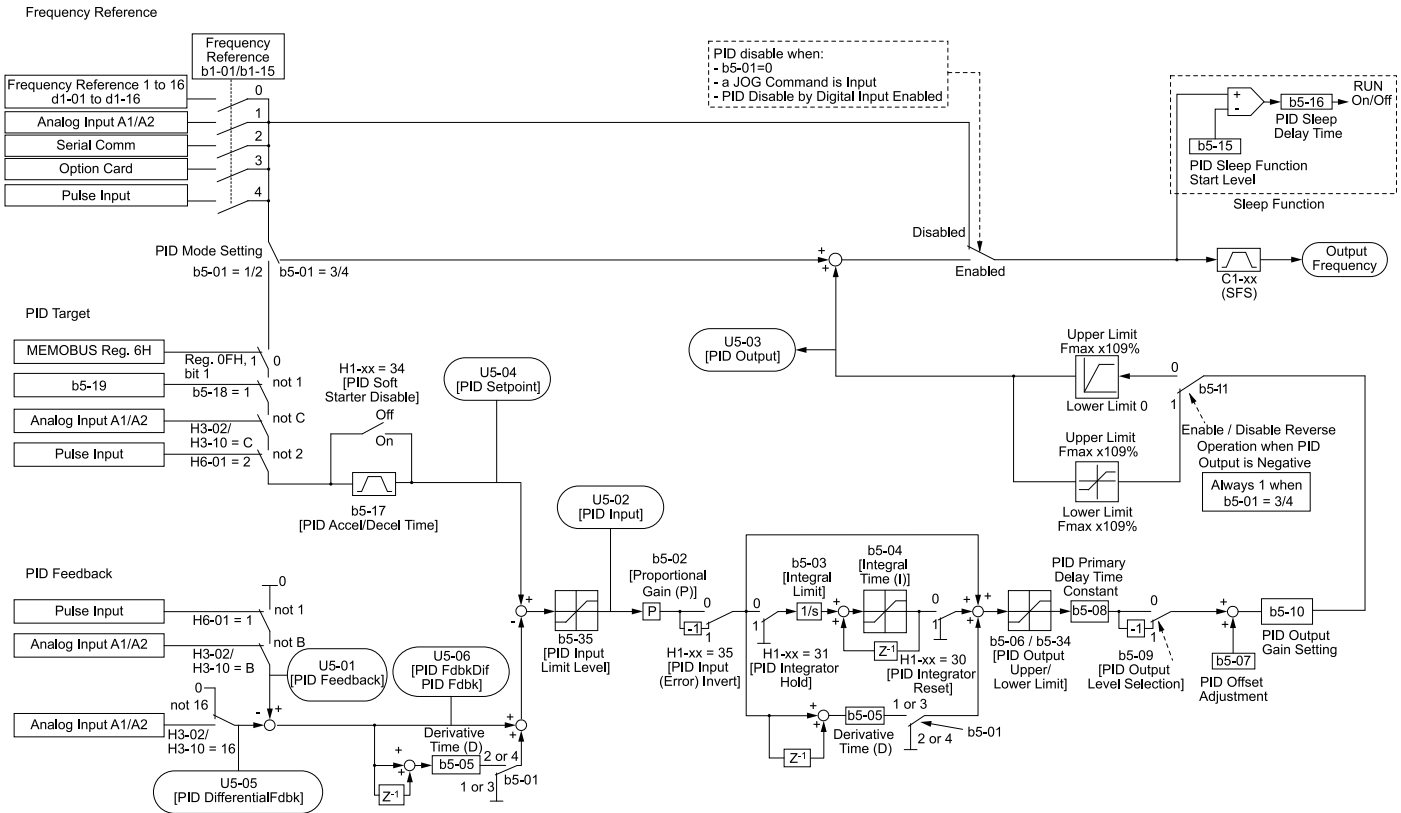 Frequency Reference
Frequency
Reference
b1-01/b1-15
Frequency Reference 1 to 16
d1-01 to d1-16
0
Analog Input A1/A2
1
Serial Comm
2
Option Card
3
Pulse Input
4
PID disable when:
- b5-01=0
- a JOG Command is Input
- PID Disable by Digital Input Enabled
+
-
b5-16
RUN
On/Off
PID Sleep
Delay Time
b5-15
PID Sleep Function
Start Level
Sleep Function
PID Mode Setting
b5-01 = 1/2
b5-01 = 3/4
+
+
Disabled
Enabled
C1-xx
(SFS)
Output
Frequency
PID Target
MEMOBUS Reg. 6H
Reg. 0FH,
bit 1
1
0
b5-19
b5-18 = 1
not 1
Analog Input A1/A2
H3-02/
H3-10 = C
not C
Pulse Input
H6-01 = 2
not 2
H1-xx = 34
[PID Soft
Starter Disable]
Off
On
b5-17
[PID Accel/Decel Time]
U5-04
[PID Setpoint]
U5-03
[PID Output]
Upper Limit
Fmax x109%
Lower Limit 0
0
1
b5-11
Enable / Disable Reverse
Operation when PID
Output is Negative
Always 1 when
b5-01 = 3/4
Upper Limit
Fmax x109%
Lower Limit
Fmax x109%
PID Feedback
0
Pulse Input
H6-01 = 1
not 1
Analog Input A1/A2
H3-02/
H3-10 = B
not B
U5-01
[PID Feedback]
0
not 16
Analog Input A1/A2
H3-02/
H3-10 = 16
-
+
U5-05
[PID DifferentialFdbk]
U5-06
[PID FdbkDif
PID Fdbk]
Derivative
Time (D)
+
+
b5-05
Z-1
2 or 4
1 or 3
b5-01
+
+
+
-
b5-35
[PID Input
Limit Level]
U5-02
[PID Input]
b5-02
[Proportional
Gain (P)]
P
-1
0
1
H1-xx = 35
[PID Input
(Error) Invert]
0
1
H1-xx = 31
[PID Integrator
Hold]
b5-03
[Integral
Limit]
1/s
+
+
b5-04
[Integral
Time (I)]
Z-1
0
1
H1-xx = 30
[PID Integrator
Reset]
+
+
+
+
+
Z-1
b5-05
Derivative
Time (D)
1 or 3
2 or 4
b5-01
b5-06 / b5-34
[PID Output
Upper/
Lower Limit]
PID Primary
Delay Time
Constant
b5-08
-1
0
1
b5-09
[PID Output
Level Selection]
+
+
b5-07
PID Offset
Adjustment
b5-10
PID Output
Gain Setting